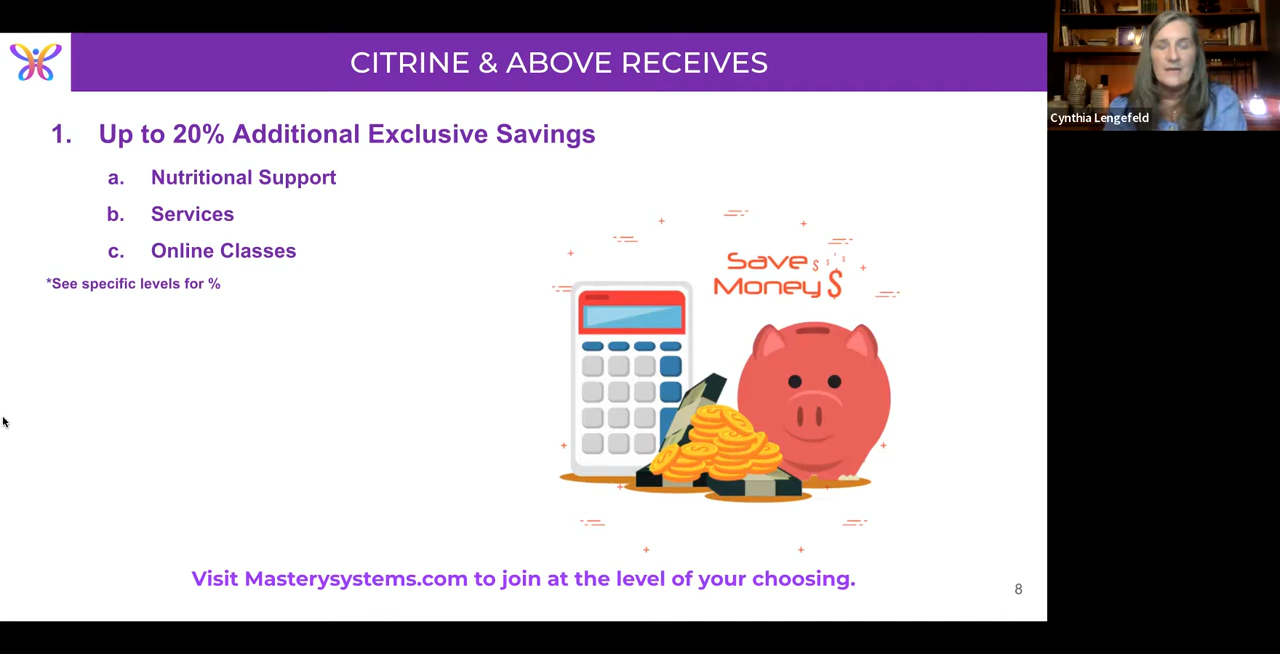 CITRINE & ABOVE RECEIVES
Cynthia Lengefeld
1. Up to 20% Additional Exclusive Savings
a. Nutritional Support
b. Services
c. Online Classes
*See specific levels for %
Save $ $ $ $
Money $
Visit Masterysystems.com to join at the level of your choosing.
8